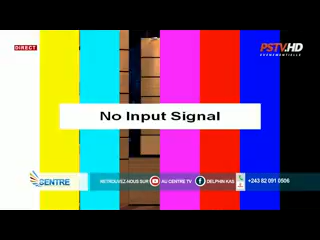 DIRECT
PSTV.HD
EVENEMENTIELLE
No Input Signal
CENTRE
RETROUVEZ-NOUS SUR
AU CENTRE TV
DELPHIN KAS
+243 82 091 0506